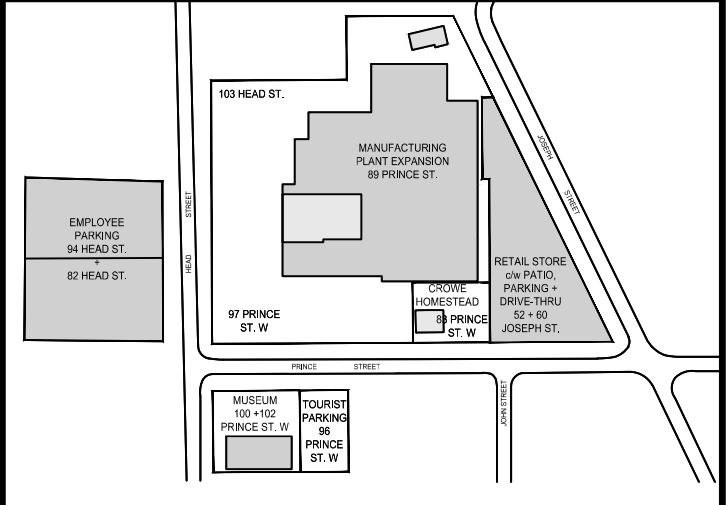 103 HEAD ST.
MANUFACTURING
PLANT EXPANSION
89 PRINCE ST.
JOSEPH
STREET
EMPLOYEE
PARKING
94 HEAD ST.
+
82 HEAD ST.
STREET
HEAD
RETAIL STORE
c/w PATIO,
PARKING +
DRIVE-THRU
52 + 60
JOSEPH ST.
CROWE
HOMESTEAD
83 PRINCE
ST. W
97 PRINCE
ST. W
PRINCE STREET
MUSEUM
100 +102
PRINCE ST. W
TOURIST
PARKING
96
PRINCE
ST. W
JOHN STREET